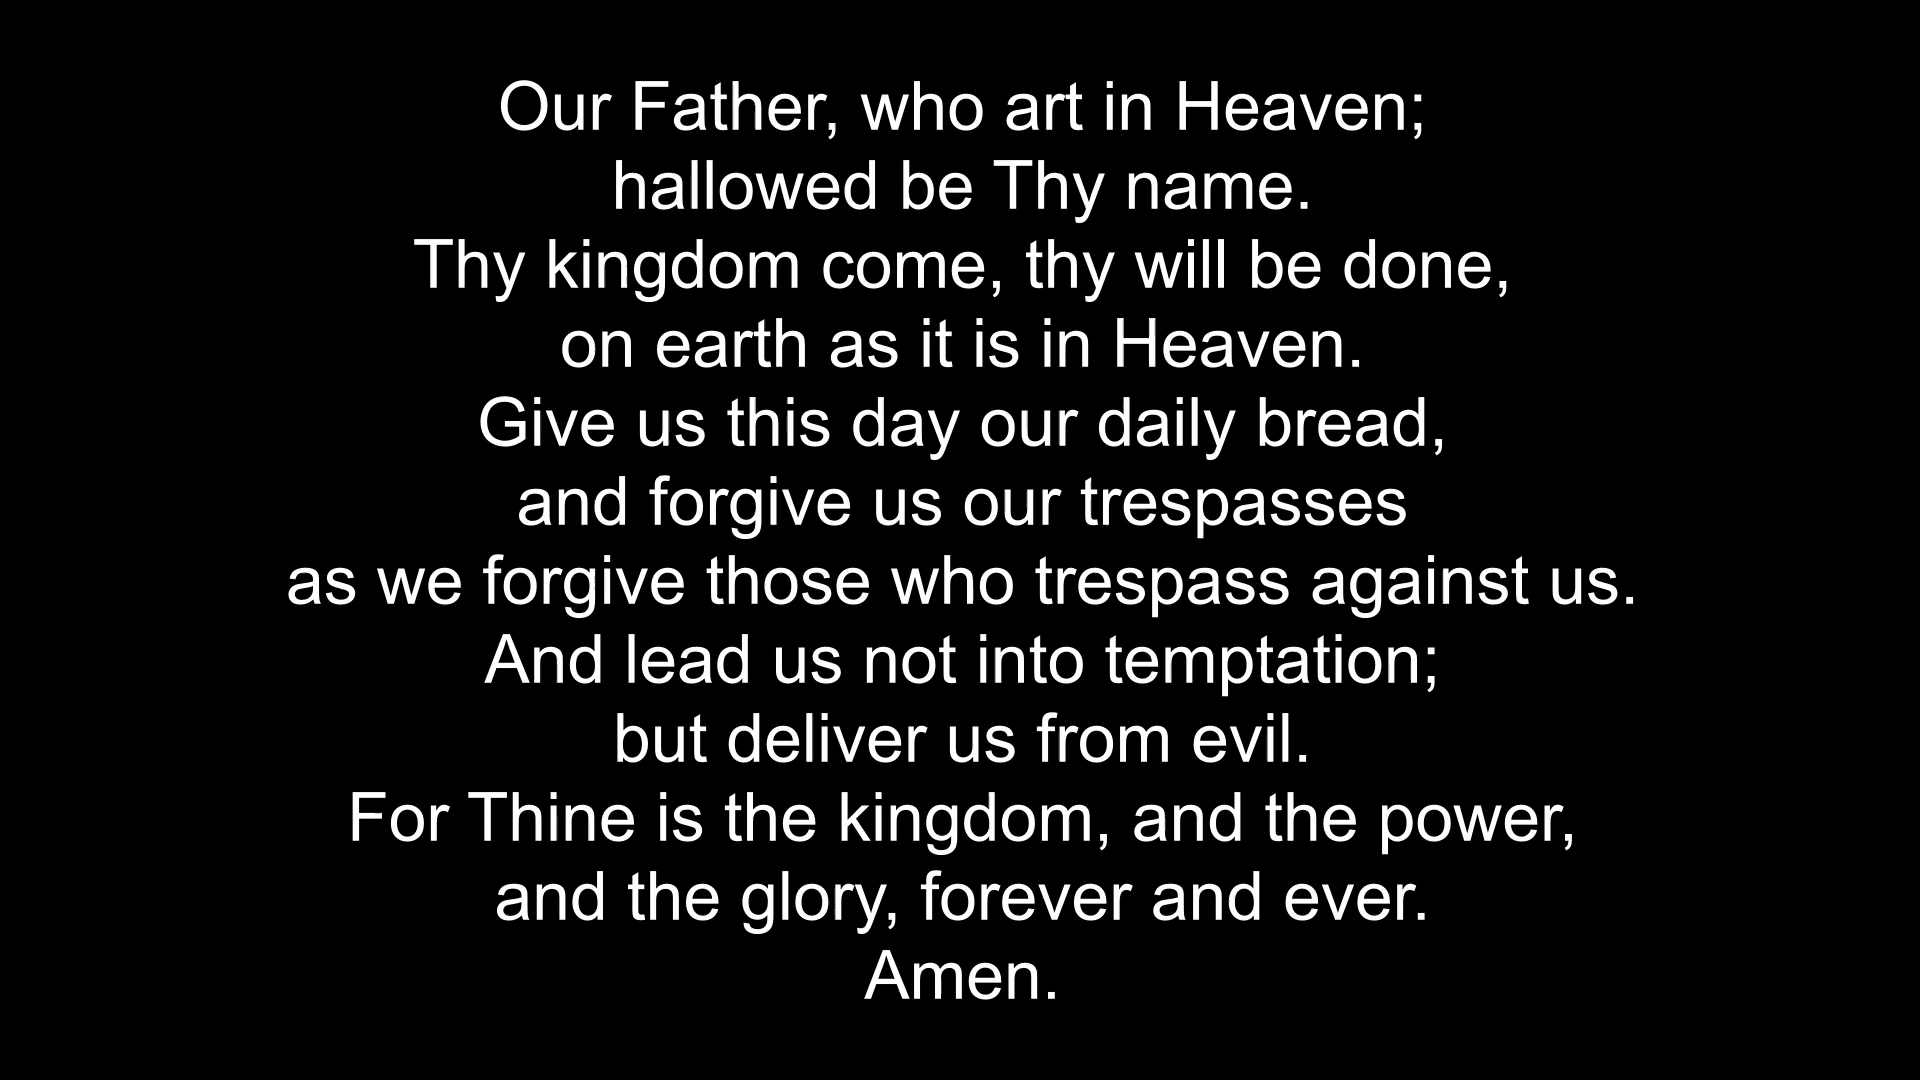 Our Father, who art in Heaven;
hallowed be Thy name.
Thy kingdom come, thy will be done,
on earth as it is in Heaven.
Give us this day our daily bread,
and forgive us our trespasses
as we forgive those who trespass against us.
And lead us not into temptation;
but deliver us from evil.
For Thine is the kingdom, and the power,
and the glory, forever and ever.
Amen.